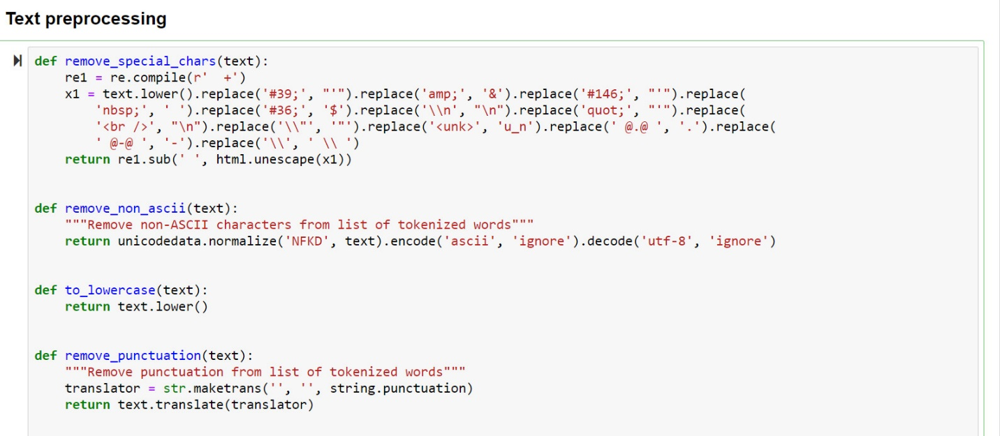 Text preprocessing
def remove_special_chars(text):
    re1 = re.compile(r'  +')
    x1 = text.lower().replace('#39;', "'").replace('amp;', '&').replace('#146;', "'").replace(
        'nbsp;', ' ').replace('#36;', '$').replace('\\n', "\n").replace('quot;', "'").replace(
        '<br />', "\n").replace('\\"', '"').replace('<unk>', 'u_n').replace(' @.@ ', '.').replace(
        ' @-@ ', '-').replace('\\', ' \\ ')
    return re1.sub(' ', html.unescape(x1))
def remove_non_ascii(text):
    """Remove non-ASCII characters from list of tokenized words"""
    return unicodedata.normalize('NFKD', text).encode('ascii', 'ignore').decode('utf-8', 'ignore')
def to_lowercase(text):
    return text.lower()
def remove_punctuation(text):
    """Remove punctuation from list of tokenized words"""
    translator = str.maketrans('', '', string.punctuation)
    return text.translate(translator)